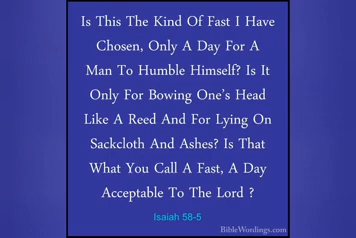 Is This The Kind Of Fast I Have
Chosen, Only A Day For A
Man To Humble Himself? Is It
Only For Bowing One's Head
Like A Reed And For Lying On
Sackcloth And Ashes? Is That
What You Call A Fast, A Day
Acceptable To The Lord ?
Isaiah 58-5
BibleWordings.com